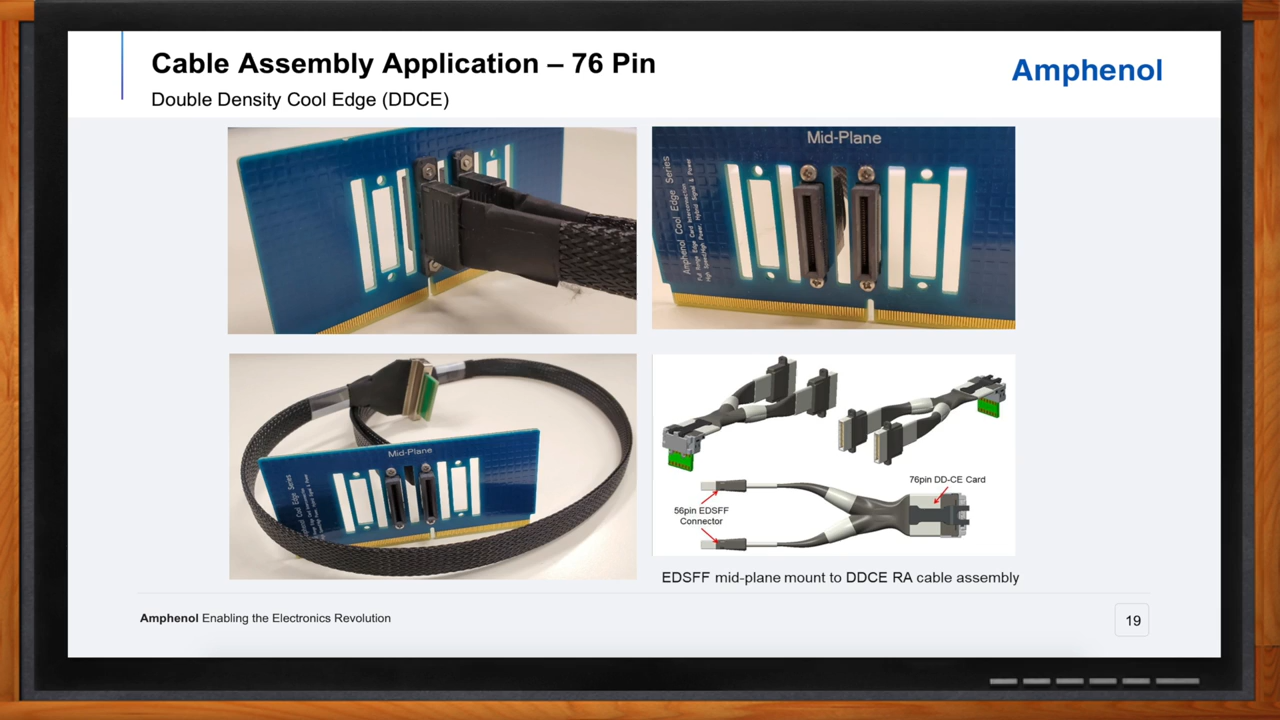 Cable Assembly Application – 76 Pin
Double Density Cool Edge (DDCE)
Amphenol
Mid-Plane
Amphenol Cool Edge Series
Mid-Plane
76pin DD-CE Card
56pin EDSFF
Connector
EDSFF mid-plane mount to DDCE RA cable assembly
Amphenol Enabling the Electronics Revolution
19